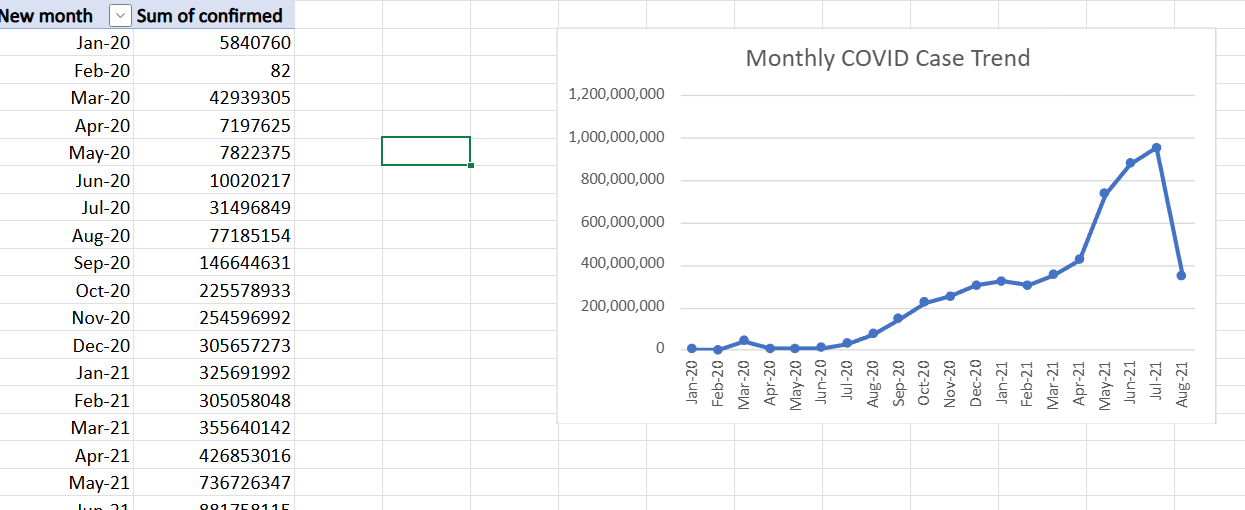 New month Sum of confirmed
Jan-20 5840760
Feb-20 82
Mar-20 42939305
Apr-20 7197625
May-20 7822375
Jun-20 10020217
Jul-20 31496849
Aug-20 77185154
Sep-20 146644631
Oct-20 225578933
Nov-20 254596992
Dec-20 305657273
Jan-21 325691992
Feb-21 305058048
Mar-21 355640142
Apr-21 426853016
May-21 736726347
Jun-21 881758115
Monthly COVID Case Trend
1,200,000,000
1,000,000,000
800,000,000
600,000,000
400,000,000
200,000,000
0
Jan-20 Feb-20 Mar-20 Apr-20 May-20 Jun-20 Jul-20 Aug-20 Sep-20 Oct-20 Nov-20 Dec-20 Jan-21 Feb-21 Mar-21 Apr-21 May-21 Jun-21 Jul-21 Aug-21